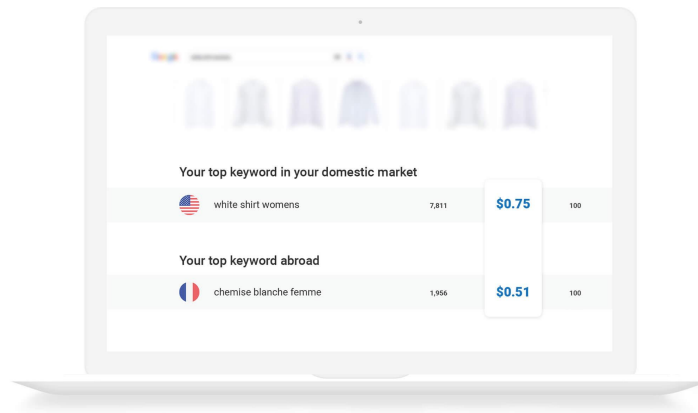 Your top keyword in your domestic market
white shirt womens 7,811 $0.75 100
Your top keyword abroad
chemise blanche femme 1,956 $0.51 100